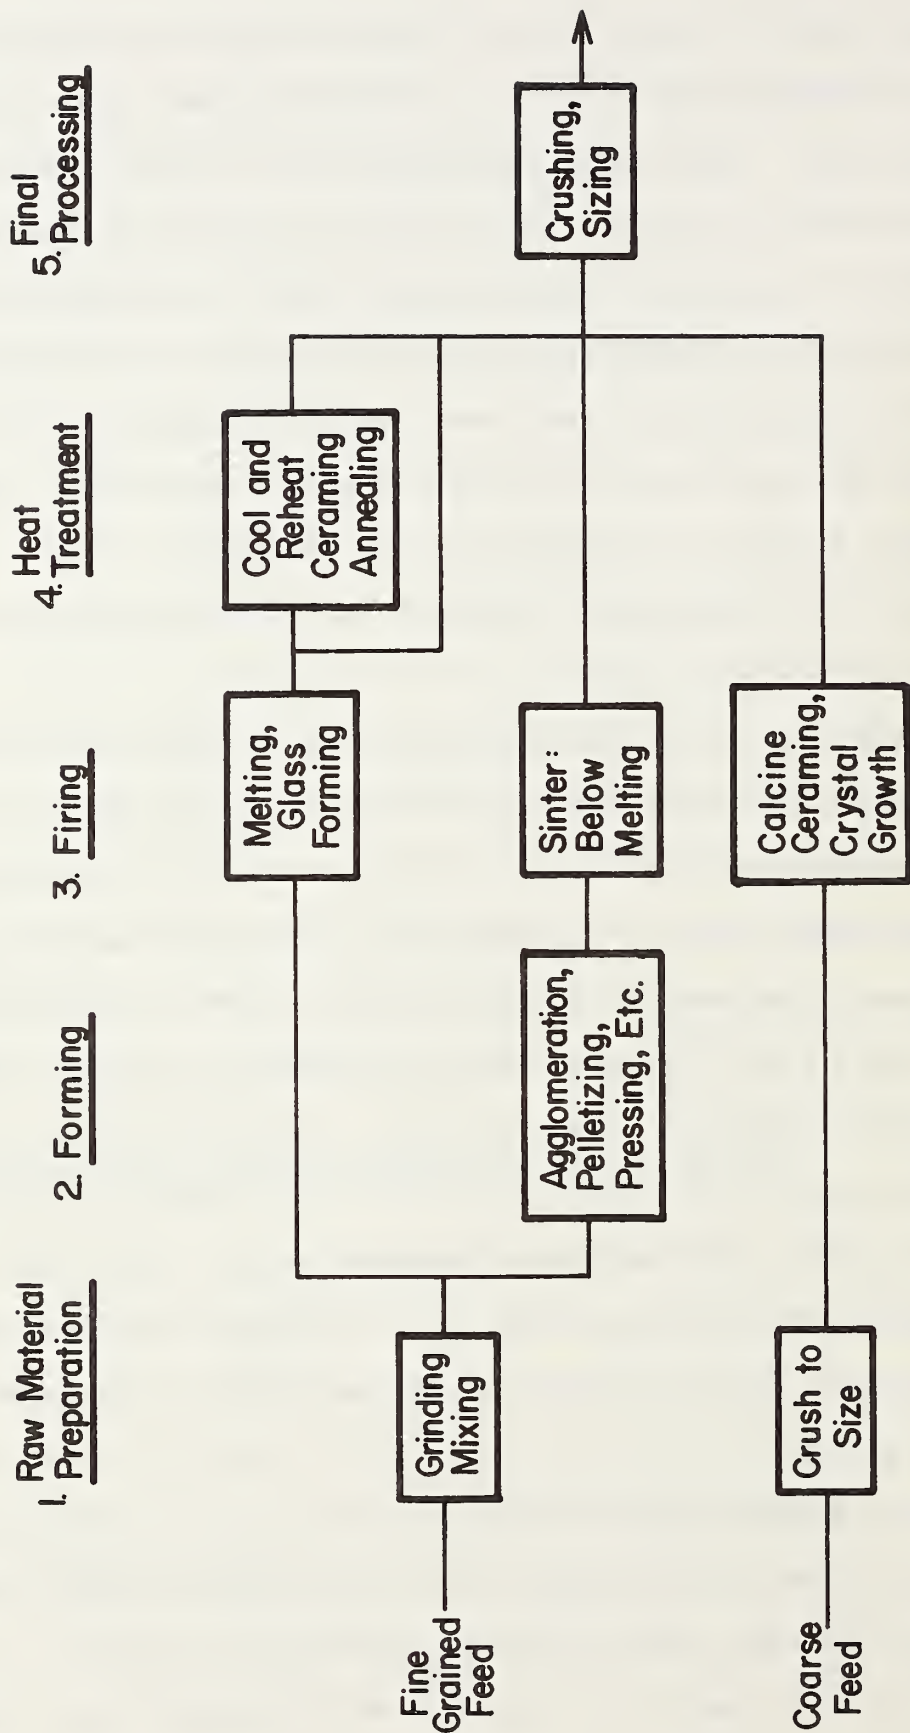 1. Raw Material
Preparation
2. Forming
3. Firing
4. Heat
Treatment
5. Final
Processing
Fine
Grained
Feed
Grinding
Mixing
Melting,
Glass
Forming
Cool and
Reheat
Ceraming
Annealing
Agglomeration,
Pelletizing,
Pressing, Etc.
Sinter:
Below
Melting
Crushing,
Sizing
Coarse
Feed
Crush to
Size
Calcine
Ceraming,
Crystal
Growth